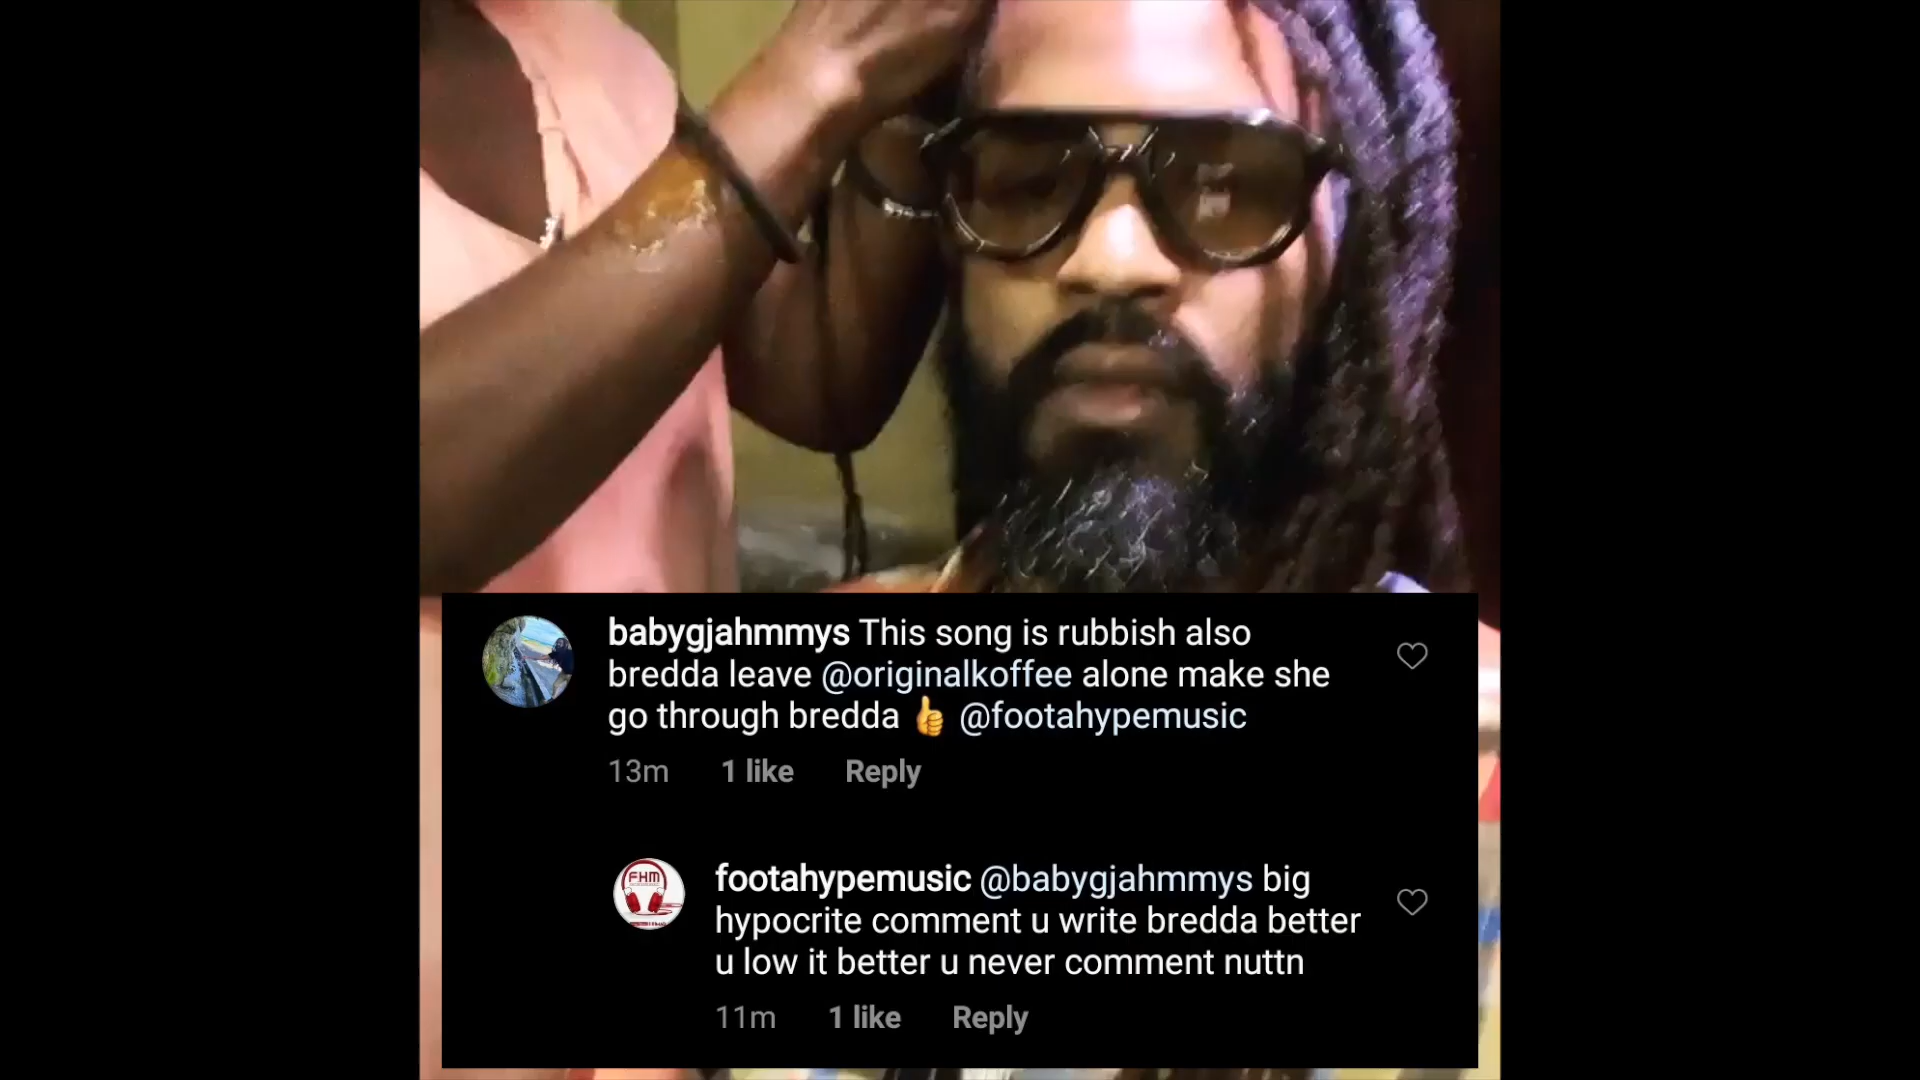 babygjahmmys This song is rubbish also
bredda leave @originalkoffee alone make she
go through bredda 👍 @footahypemusic
13m 1 like Reply
FHM
footahypemusic @babygjahmmys big
hypocrite comment u write bredda better
u low it better u never comment nuttn
11m 1 like Reply